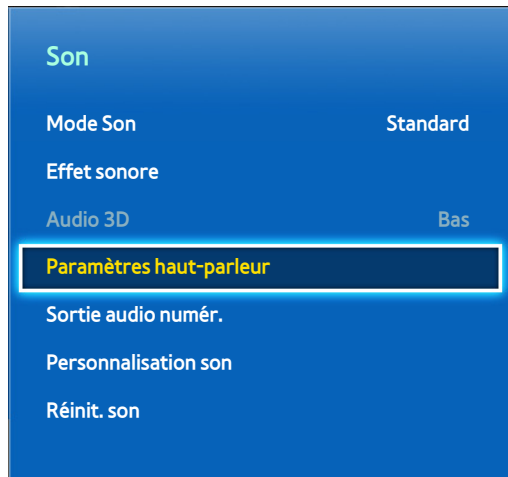 Son
Mode Son Standard
Effet sonore
Audio 3D Bas
Paramètres haut-parleur
Sortie audio numér.
Personnalisation son
Réinit. son